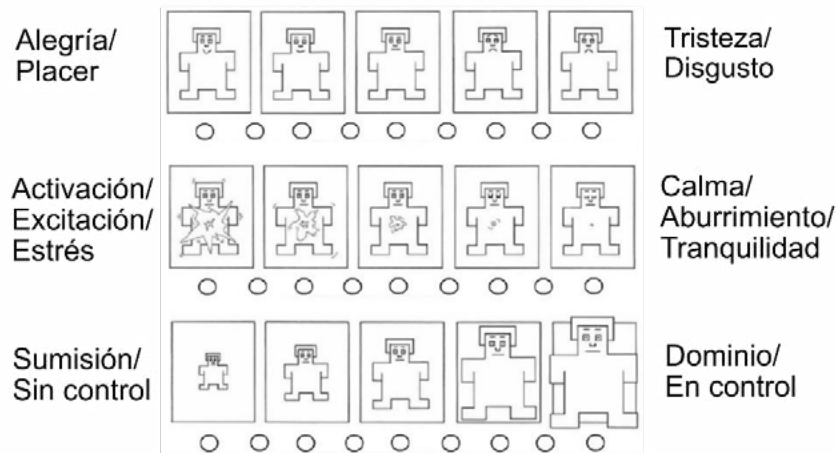 Alegría/
Placer
Tristeza/
Disgusto
Activación/
Excitación/
Estrés
Calma/
Aburrimiento/
Tranquilidad
Sumisión/
Sin control
Dominio/
En control